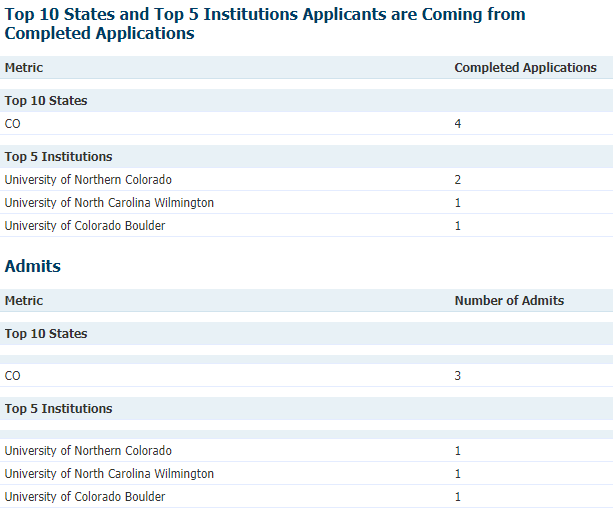 Top 10 States and Top 5 Institutions Applicants are Coming from
Completed Applications
Metric Completed Applications
Top 10 States
CO 4
Top 5 Institutions
University of Northern Colorado 2
University of North Carolina Wilmington 1
University of Colorado Boulder 1
Admits
Metric Number of Admits
Top 10 States
CO 3
Top 5 Institutions
University of Northern Colorado 1
University of North Carolina Wilmington 1
University of Colorado Boulder 1